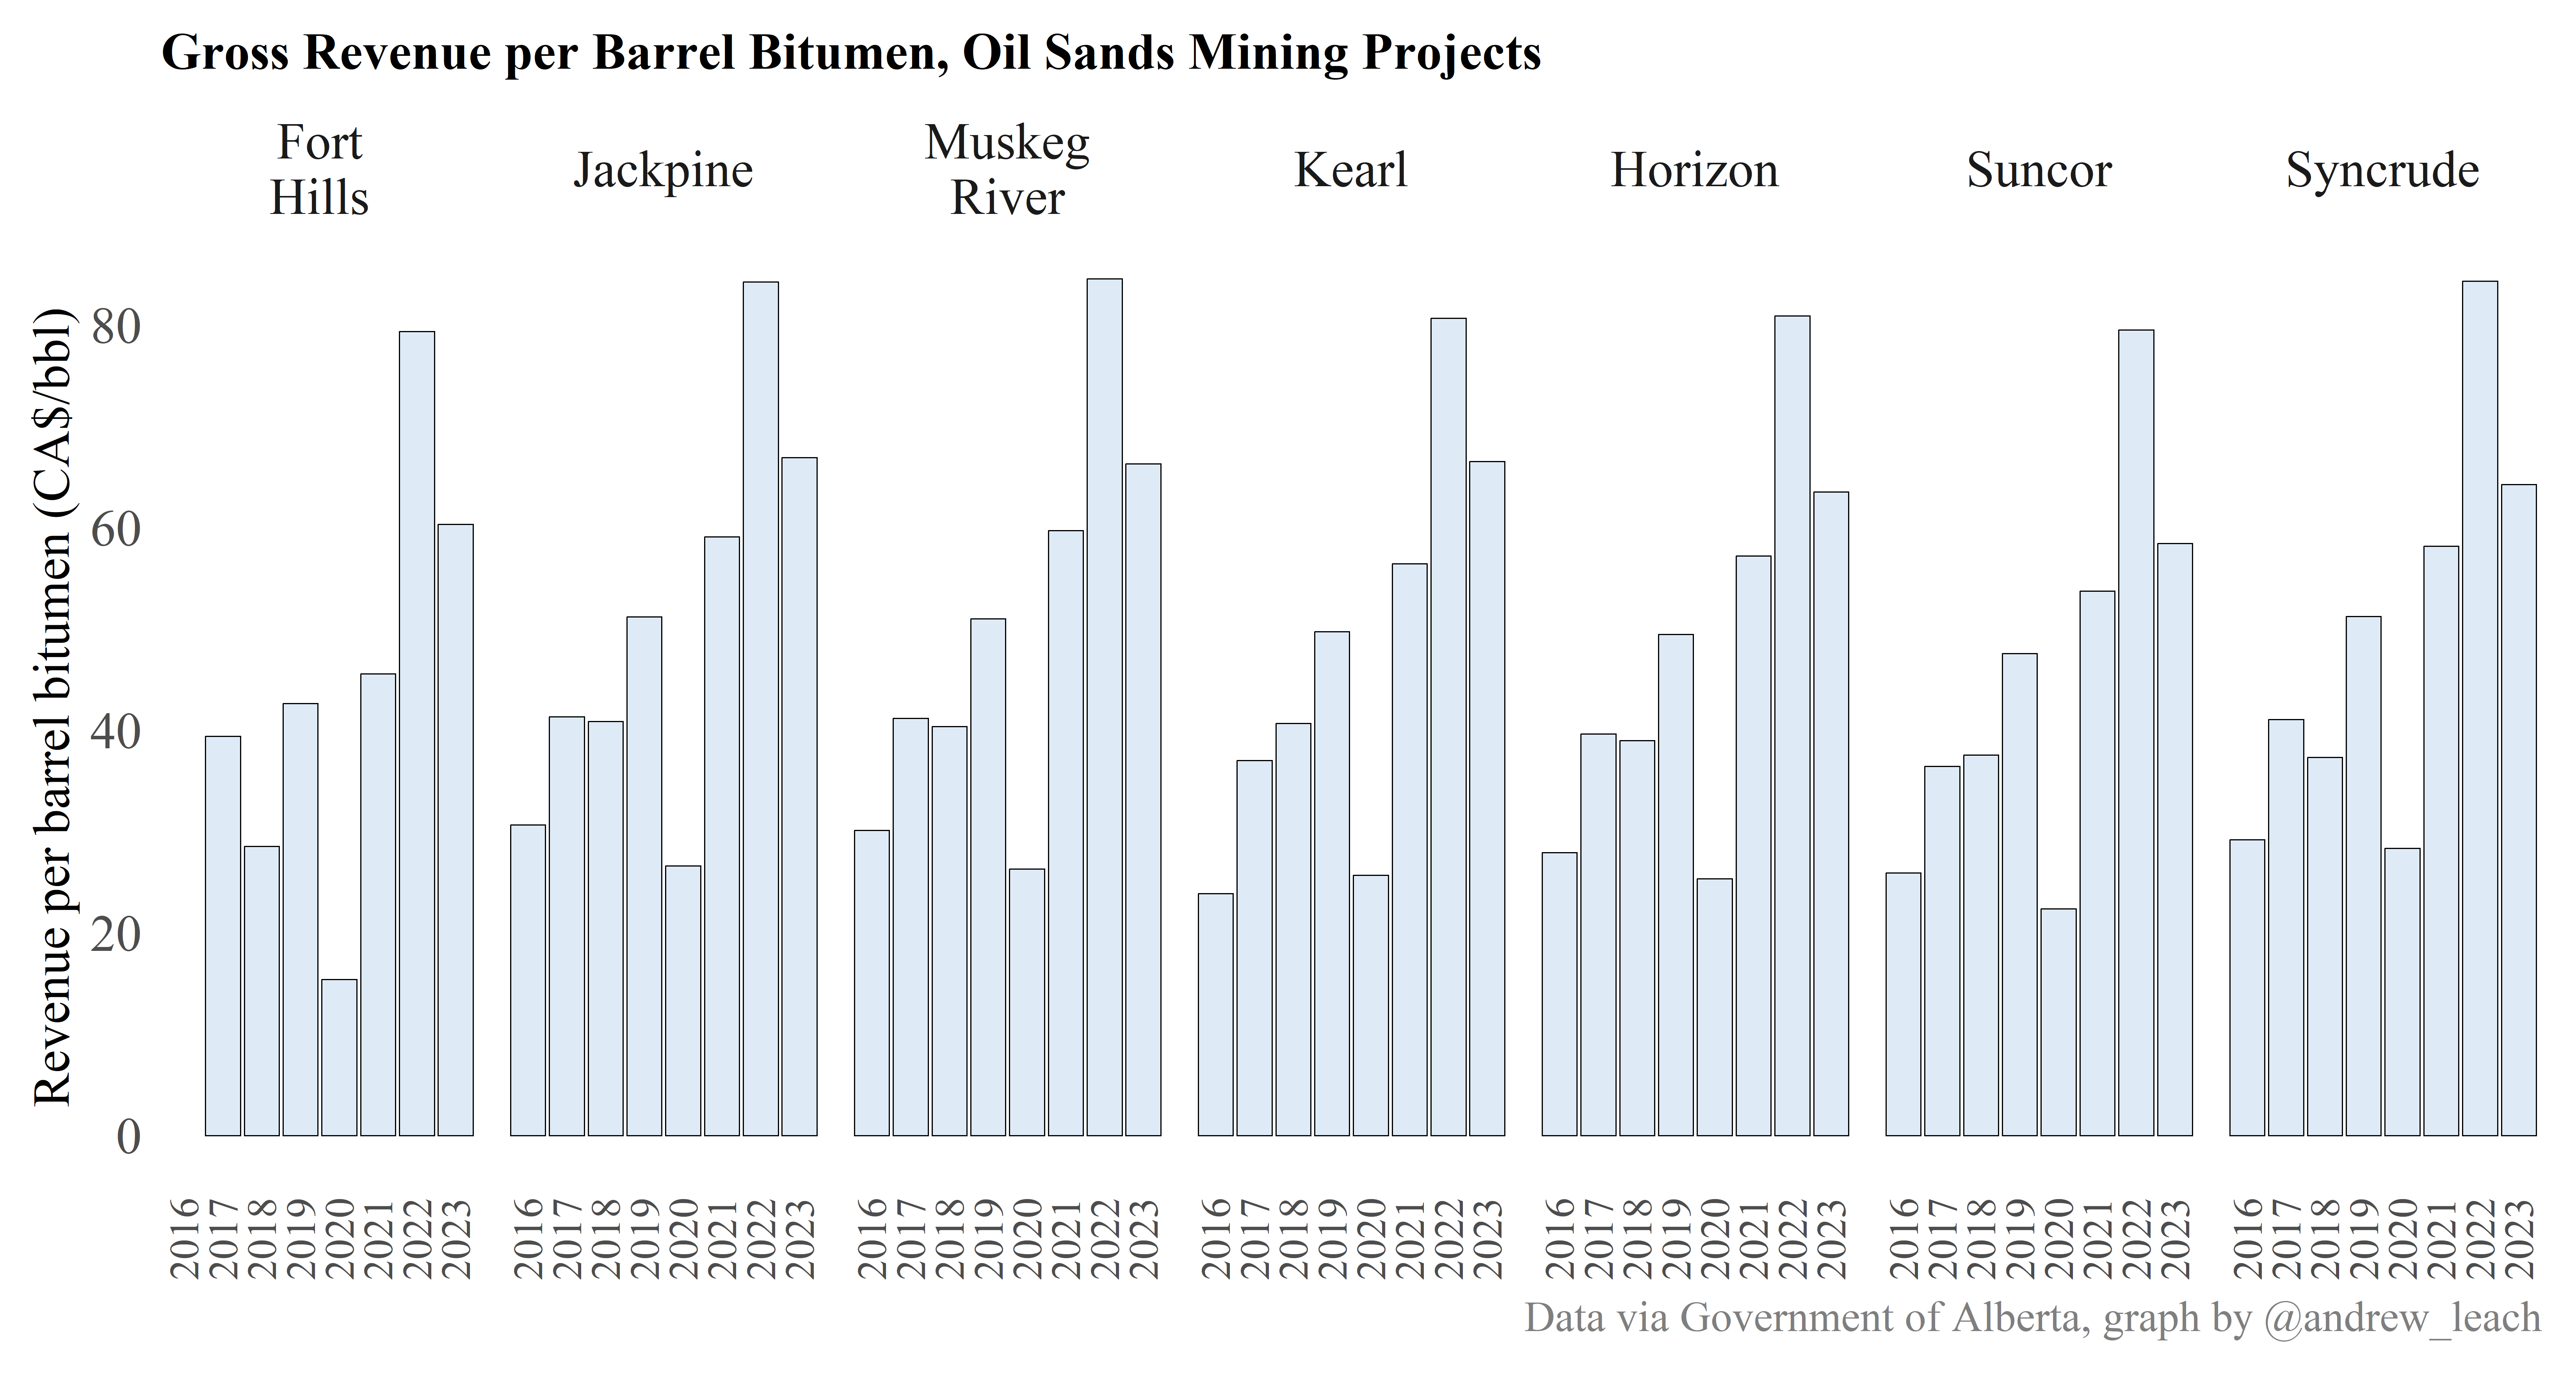 Gross Revenue per Barrel Bitumen, Oil Sands Mining Projects
Fort
Hills
Jackpine
Muskeg
River
Kearl
Horizon
Suncor
Syncrude
Revenue per barrel bitumen (CA$/bbl)
80
60
40
20
0
2016 2017 2018 2019 2020 2021 2022 2023
2016 2017 2018 2019 2020 2021 2022 2023
2016 2017 2018 2019 2020 2021 2022 2023
2016 2017 2018 2019 2020 2021 2022 2023
2016 2017 2018 2019 2020 2021 2022 2023
2016 2017 2018 2019 2020 2021 2022 2023
2016 2017 2018 2019 2020 2021 2022 2023
Data via Government of Alberta, graph by @andrew_leach